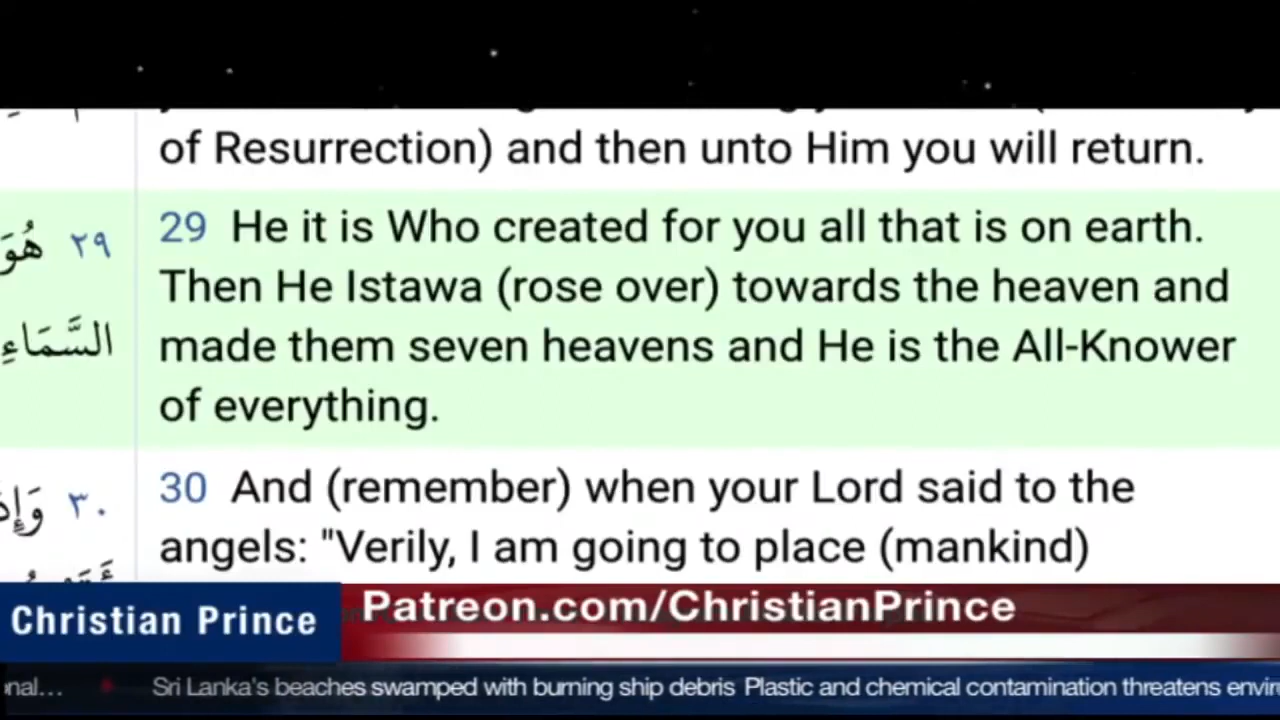 of Resurrection) and then unto Him you will return.
٢٩ هُوَ
السَّمَاءِ
29 He it is Who created for you all that is on earth.
Then He Istawa (rose over) towards the heaven and
made them seven heavens and He is the All-Knower
of everything.
٣٠ وَإِذْ
30 And (remember) when your Lord said to the
angels: "Verily, I am going to place (mankind)
Christian Prince
Patreon.com/ChristianPrince
onal... Sri Lanka's beaches swamped with burning ship debris Plastic and chemical contamination threatens envir